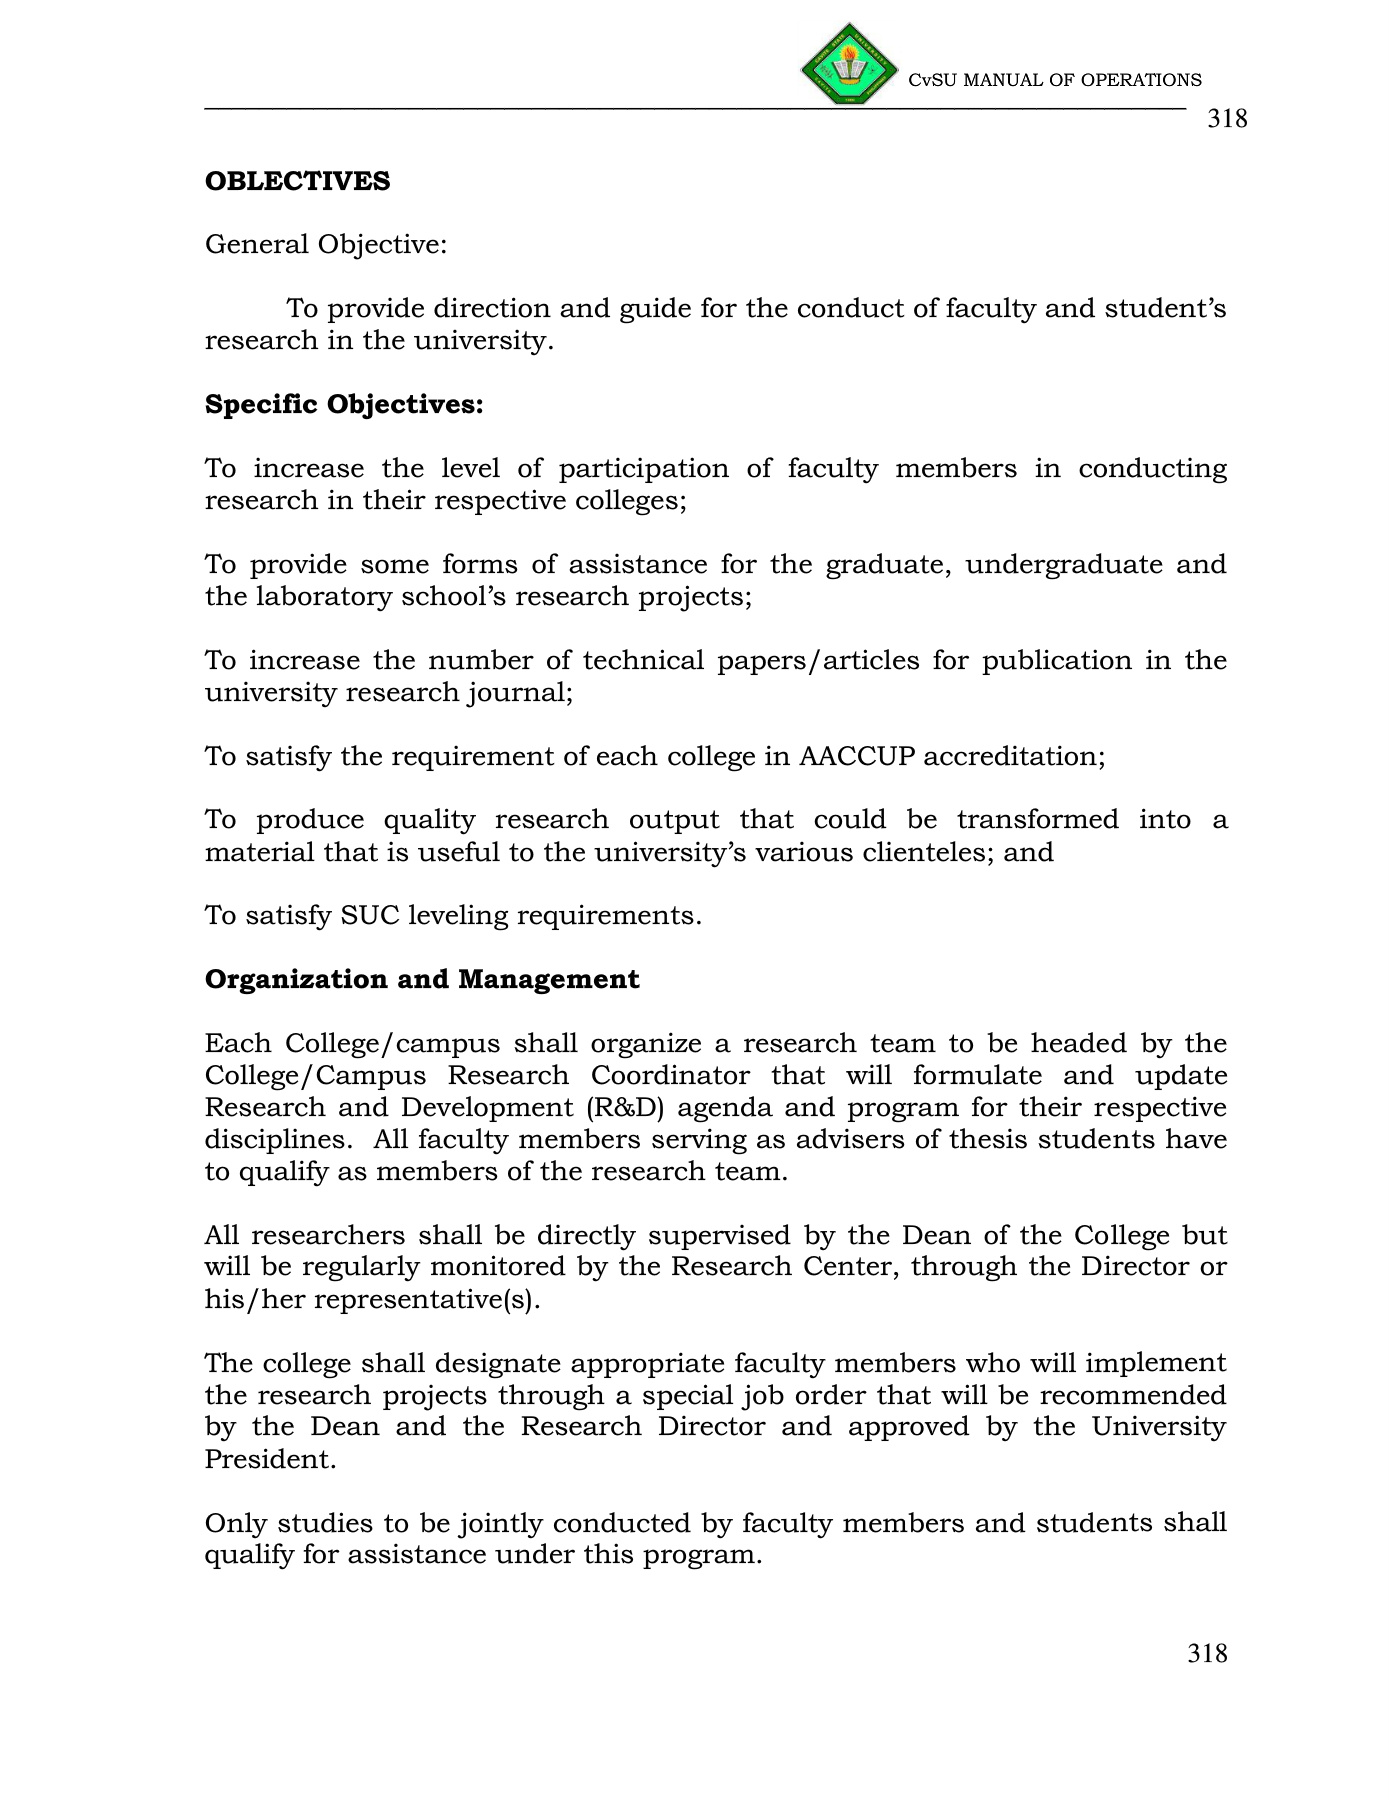 CvSU MANUAL OF OPERATIONS
318
OBLECTIVES
General Objective:
To provide direction and guide for the conduct of faculty and student’s
research in the university.
Specific Objectives:
To increase the level of participation of faculty members in conducting
research in their respective colleges;
To provide some forms of assistance for the graduate, undergraduate and
the laboratory school’s research projects;
To increase the number of technical papers/articles for publication in the
university research journal;
To satisfy the requirement of each college in AACCUP accreditation;
To produce quality research output that could be transformed into a
material that is useful to the university’s various clienteles; and
To satisfy SUC leveling requirements.
Organization and Management
Each College/campus shall organize a research team to be headed by the
College/Campus Research Coordinator that will formulate and update
Research and Development (R&D) agenda and program for their respective
disciplines.  All faculty members serving as advisers of thesis students have
to qualify as members of the research team.
All researchers shall be directly supervised by the Dean of the College but
will be regularly monitored by the Research Center, through the Director or
his/her representative(s).
The college shall designate appropriate faculty members who will implement
the research projects through a special job order that will be recommended
by the Dean and the Research Director and approved by the University
President.
Only studies to be jointly conducted by faculty members and students shall
qualify for assistance under this program.
318